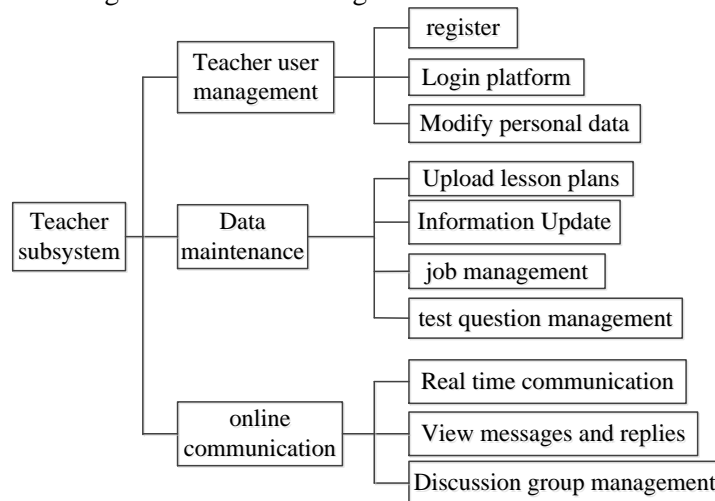 register
Teacher user
management
Login platform
Modify personal data
Teacher
subsystem
Data
maintenance
Upload lesson plans
Information Update
job management
test question management
online
communication
Real time communication
View messages and replies
Discussion group management